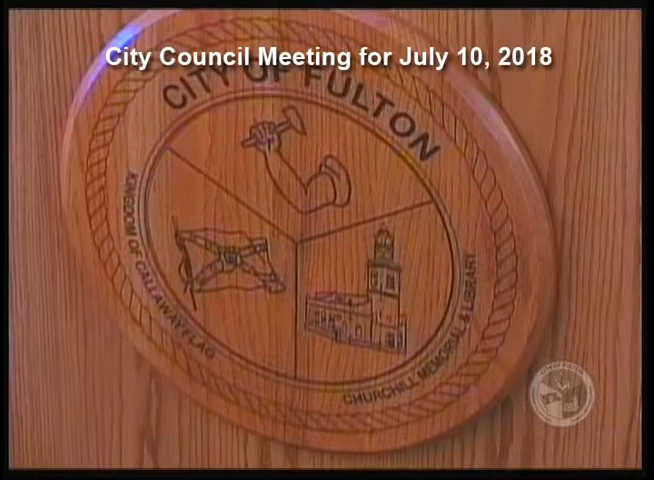 City Council Meeting for July 10, 2018
CITY OF FULTON
KINGDOM OF CALLAWAY FLAG
CHURCHILL MEMORIAL & LIBRARY